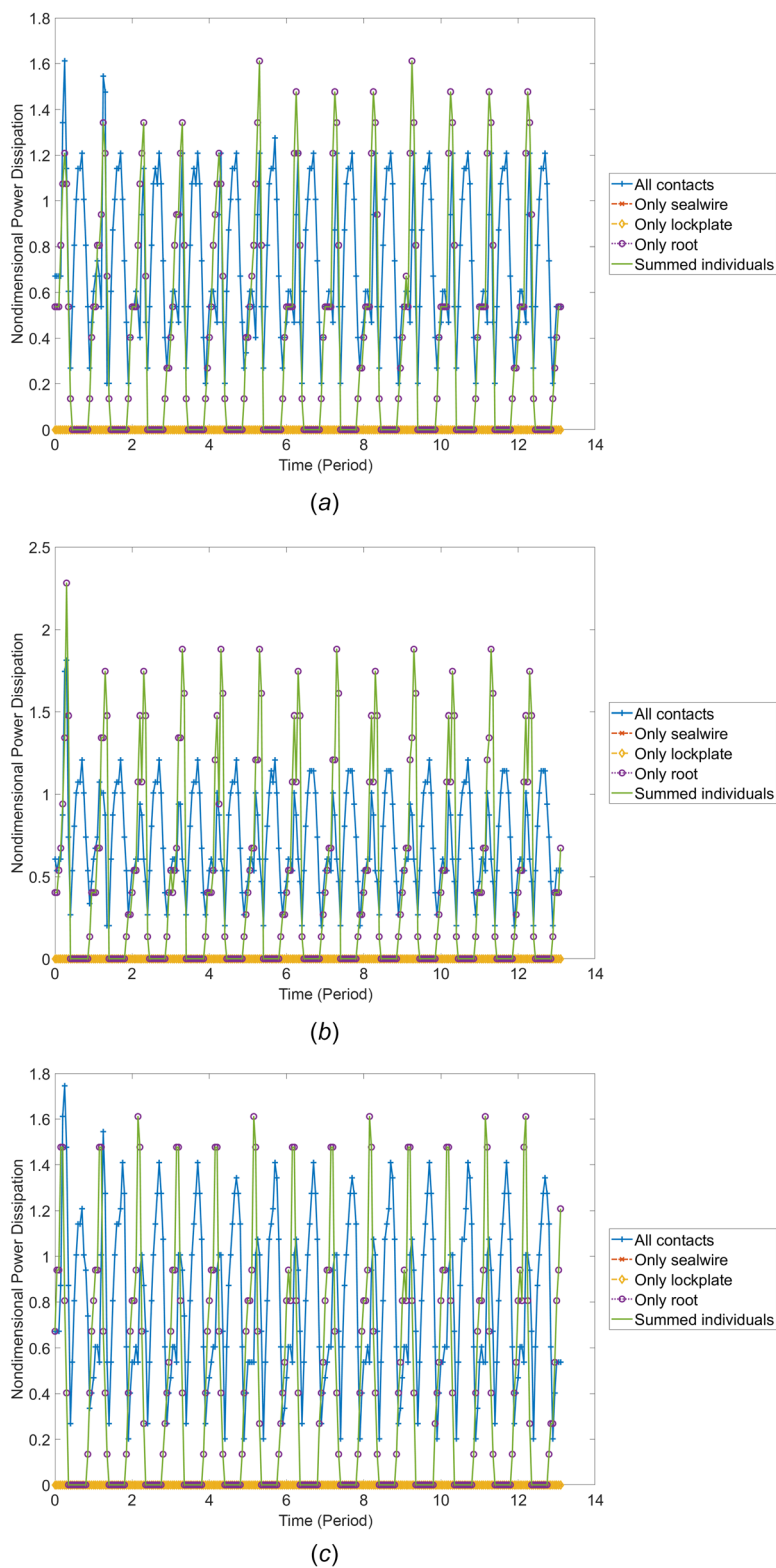 1.8
1.6
1.4
1.2
1
0.8
0.6
0.4
0.2
0
Nondimensional Power Dissipation
0 2 4 6 8 10 12 14
Time (Period)
All contacts
Only sealwire
Only lockplate
Only root
Summed individuals
(a)
2.5
2
1.5
1
0.5
0
Nondimensional Power Dissipation
0 2 4 6 8 10 12 14
Time (Period)
All contacts
Only sealwire
Only lockplate
Only root
Summed individuals
(b)
1.8
1.6
1.4
1.2
1
0.8
0.6
0.4
0.2
0
Nondimensional Power Dissipation
0 2 4 6 8 10 12 14
Time (Period)
All contacts
Only sealwire
Only lockplate
Only root
Summed individuals
(c)